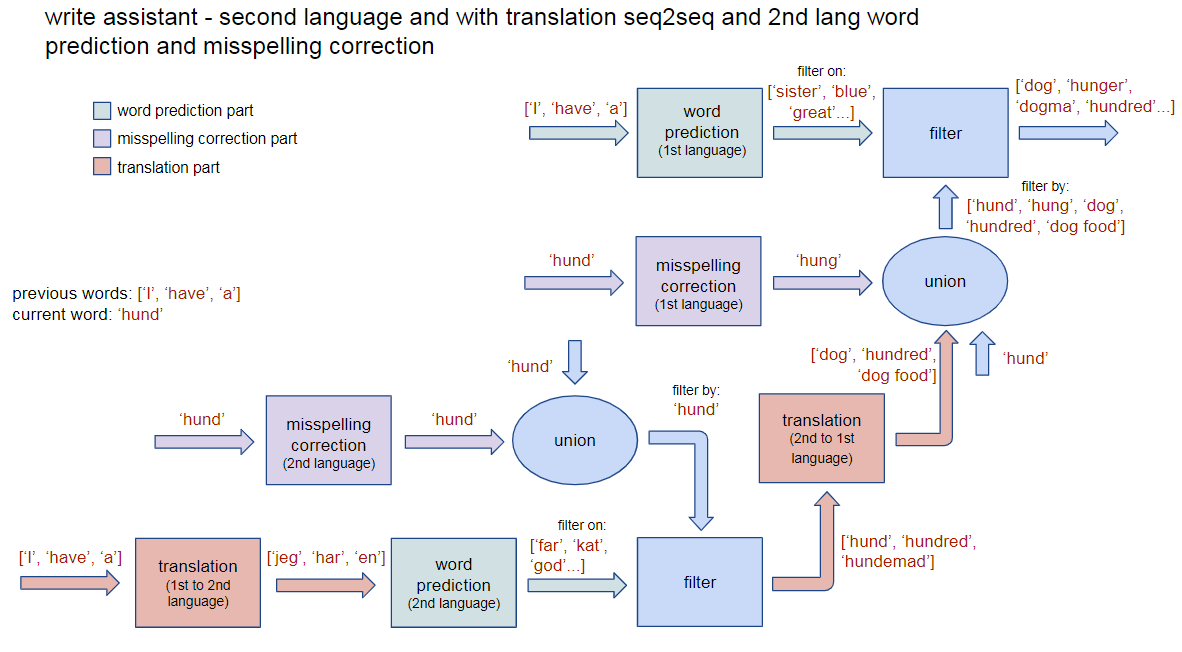 write assistant - second language and with translation seq2seq and 2nd lang word
prediction and misspelling correction
word prediction part
misspelling correction part
translation part
[‘I’, ‘have’, ‘a’]
word
prediction
(1st language)
filter on:
[‘sister’, ‘blue’,
‘great’...]
filter
[‘dog’, ‘hunger’,
‘dogma’, ‘hundred’...]
filter by:
[‘hund’, ‘hung’, ‘dog’,
‘hundred’, ‘dog food’]
‘hund’
misspelling
correction
(1st language)
‘hung’
union
previous words: [‘I’, ‘have’, ‘a’]
current word: ‘hund’
‘hund’
[‘dog’, ‘hundred’,
‘dog food’]
‘hund’
‘hund’
misspelling
correction
(2nd language)
‘hund’
union
filter by:
‘hund’
translation
(2nd to 1st
language)
[‘I’, ‘have’, ‘a’]
translation
(1st to 2nd
language)
[‘jeg’, ‘har’, ‘en’]
word
prediction
(2nd language)
filter on:
[‘far’, ‘kat’,
‘god’...]
filter
[‘hund’, ‘hundred’,
‘hundemad’]